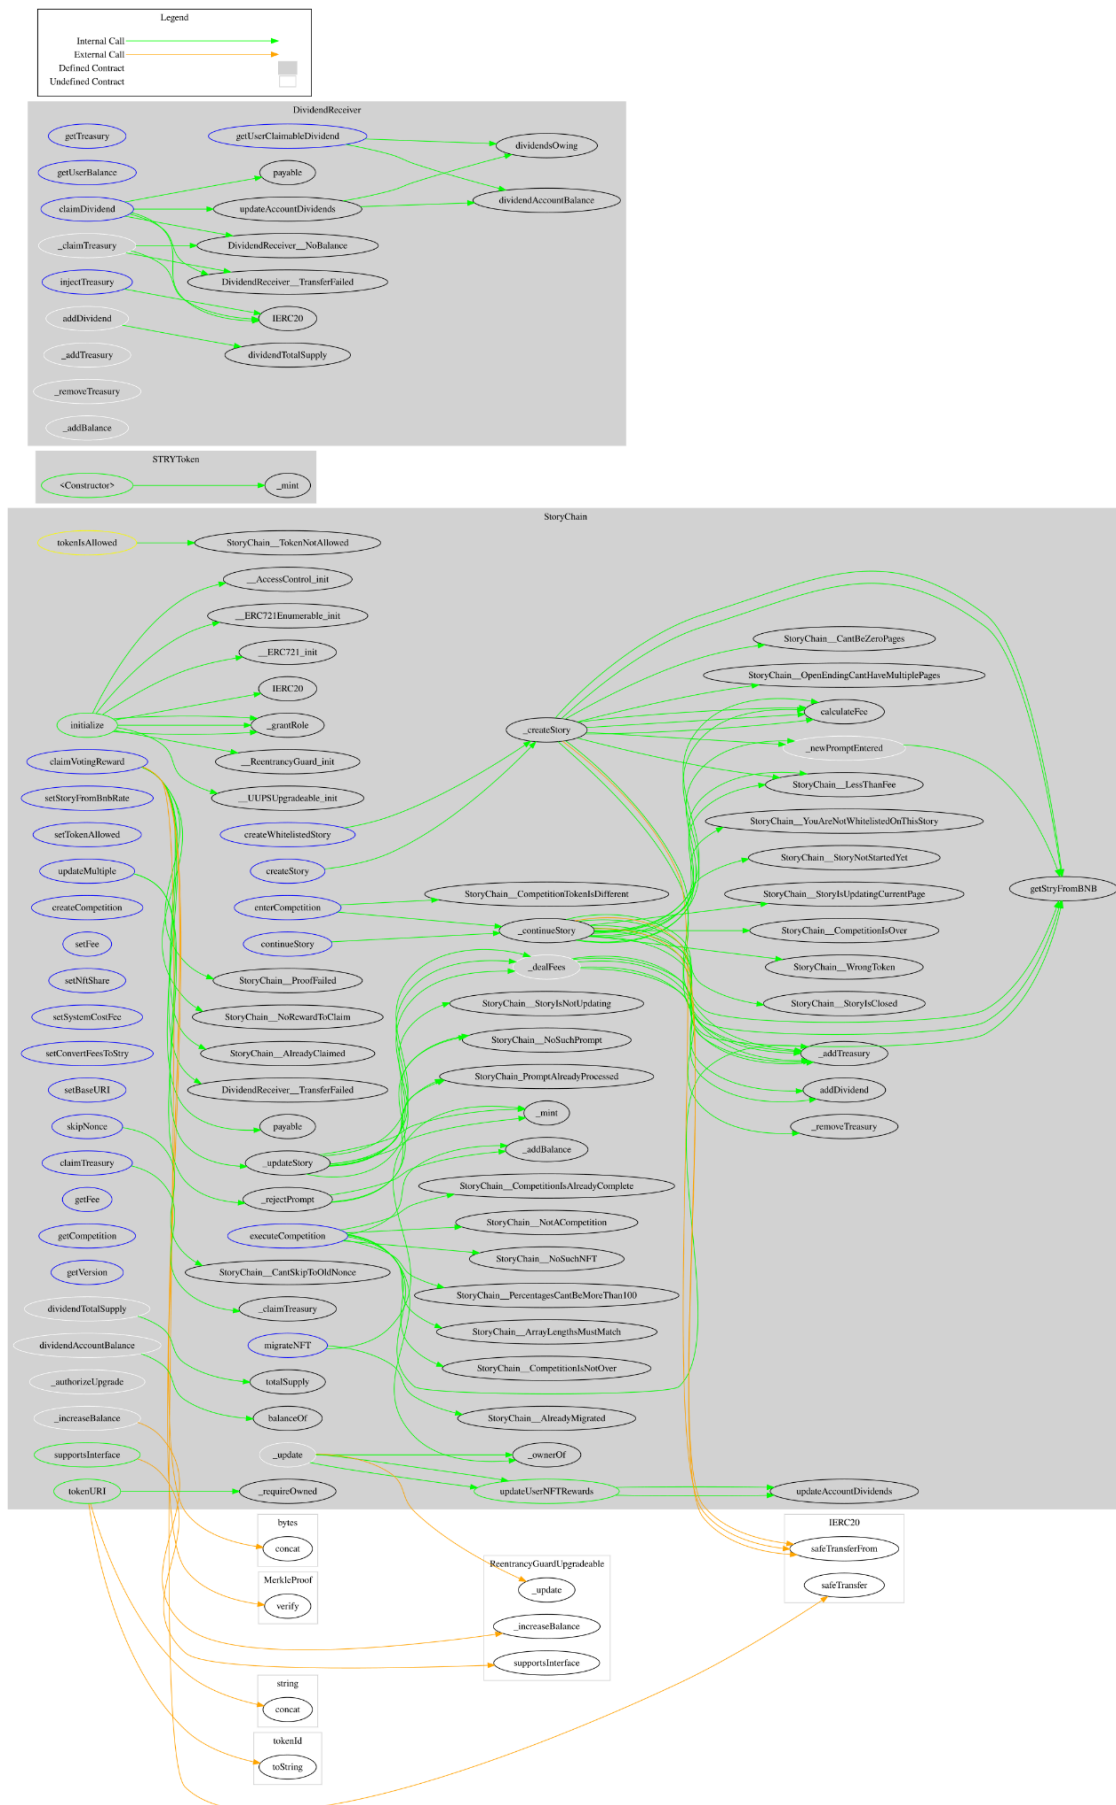 Legend
Internal Call
External Call
Defined Contract
Undefined Contract
DividendReceiver
getTreasury
getUserClaimableDividend
dividendsOwing
getUserBalance
payable
claimDividend
updateAccountDividends
dividendAccountBalance
_claimTreasury
DividendReceiver__NoBalance
injectTreasury
DividendReceiver__TransferFailed
addDividend
IERC20
_addTreasury
dividendTotalSupply
_removeTreasury
_addBalance
STRYToken
<Constructor>
_mint
StoryChain
tokenIsAllowed
StoryChain__TokenNotAllowed
__AccessControl_init
__ERC721Enumerable_init
__ERC721_init
StoryChain__CantBeZeroPages
IERC20
StoryChain__OpenEndingCantHaveMultiplePages
initialize
_grantRole
_createStory
calculateFee
claimVotingReward
__ReentrancyGuard_init
_newPromptEntered
setStoryFromBnbRate
__UUPSUpgradeable_init
StoryChain__LessThanFee
setTokenAllowed
createWhitelistedStory
StoryChain__YouAreNotWhitelistedOnThisStory
updateMultiple
createStory
StoryChain__StoryNotStartedYet
getStryFromBNB
createCompetition
enterCompetition
StoryChain__CompetitionTokenIsDifferent
StoryChain__StoryIsUpdatingCurrentPage
setFee
continueStory
_continueStory
StoryChain__CompetitionIsOver
setNftShare
StoryChain__ProofFailed
_dealFees
StoryChain__WrongToken
setSystemCostFee
StoryChain__NoRewardToClaim
StoryChain__StoryIsNotUpdating
StoryChain__StoryIsClosed
setConvertFeesToStry
StoryChain__AlreadyClaimed
StoryChain__NoSuchPrompt
_addTreasury
setBaseURI
DividendReceiver__TransferFailed
StoryChain_PromptAlreadyProcessed
addDividend
skipNonce
payable
_mint
_removeTreasury
claimTreasury
_updateStory
_addBalance
getFee
_rejectPrompt
StoryChain__CompetitionIsAlreadyComplete
getCompetition
executeCompetition
StoryChain__NotACompetition
getVersion
StoryChain__CantSkipToOldNonce
StoryChain__NoSuchNFT
dividendTotalSupply
_claimTreasury
StoryChain__PercentagesCantBeMoreThan100
dividendAccountBalance
migrateNFT
StoryChain__ArrayLengthsMustMatch
_authorizeUpgrade
totalSupply
StoryChain__CompetitionIsNotOver
_increaseBalance
balanceOf
StoryChain__AlreadyMigrated
supportsInterface
_update
_ownerOf
tokenURI
_requireOwned
updateUserNFTRewards
updateAccountDividends
bytes
concat
IERC20
safeTransferFrom
safeTransfer
ReentrancyGuardUpgradeable
_update
_increaseBalance
supportsInterface
MerkleProof
verify
string
concat
tokenId
toString